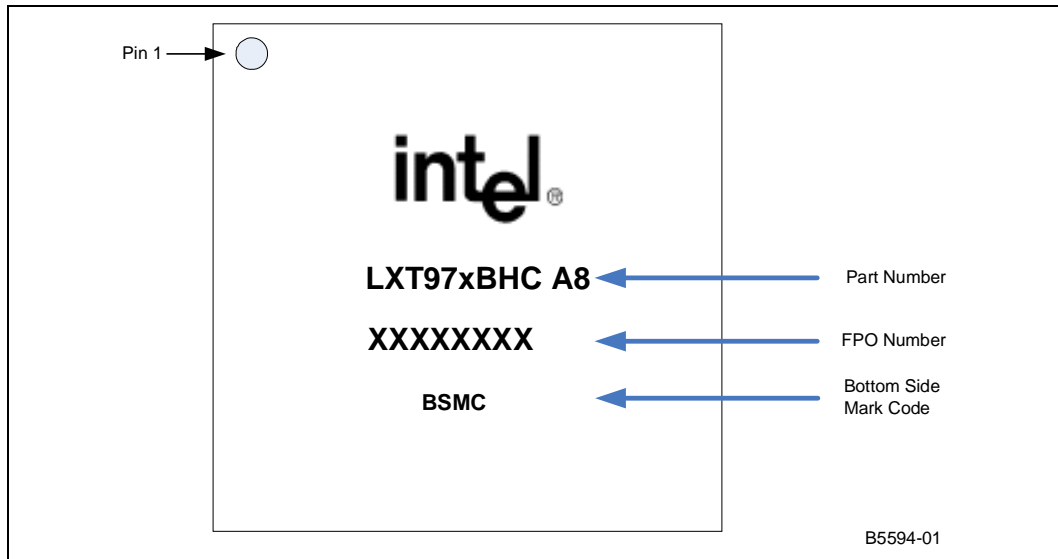 Pin 1
intel®
LXT97xBHC A8
Part Number
XXXXXXXX
FPO Number
BSMC
Bottom Side
Mark Code
B5594-01